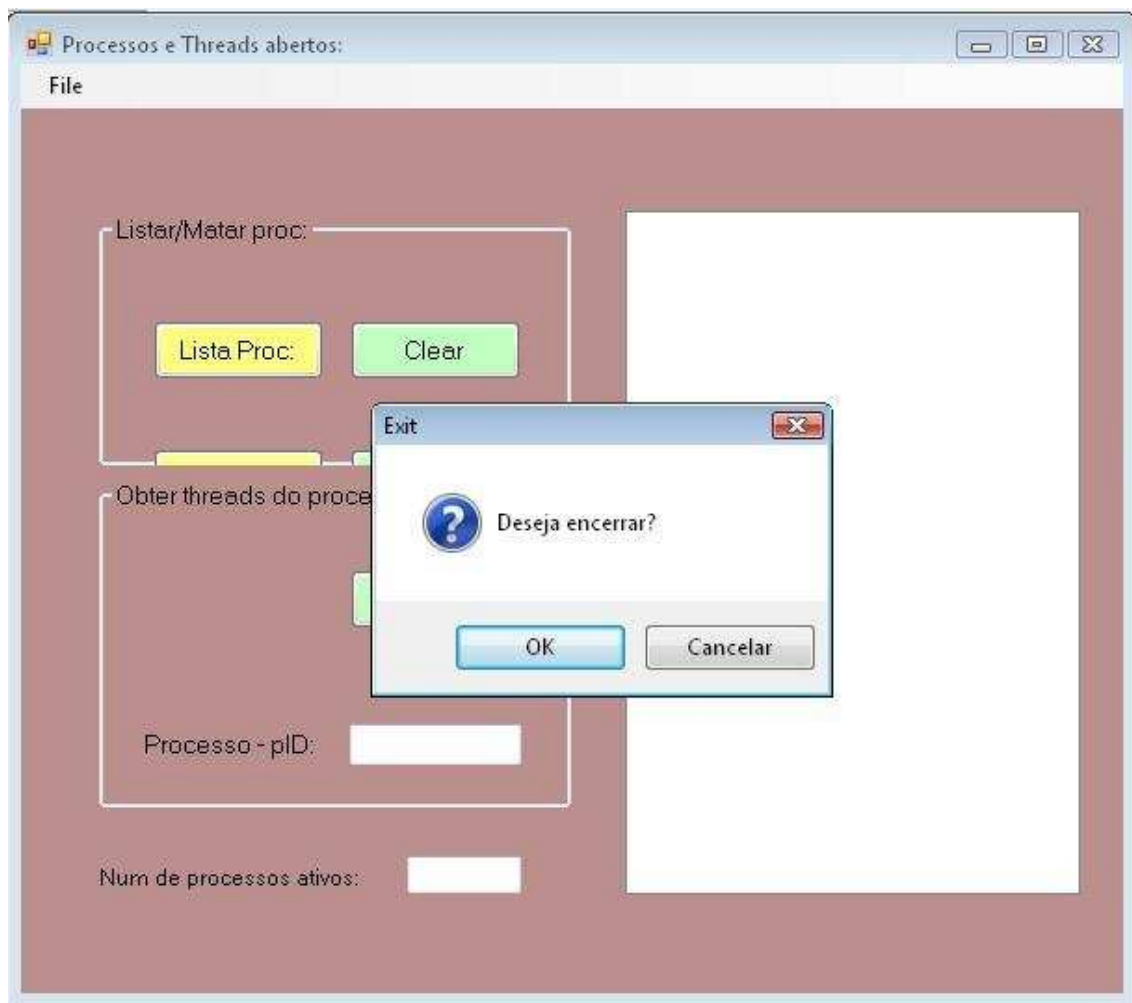 Processos e Threads abertos:
File
Listar/Matar proc:
Lista Proc:
Clear
Exit
Deseja encerrar?
OK
Cancelar
Obter threads do
Processo - pID:
Num de processos ativos: